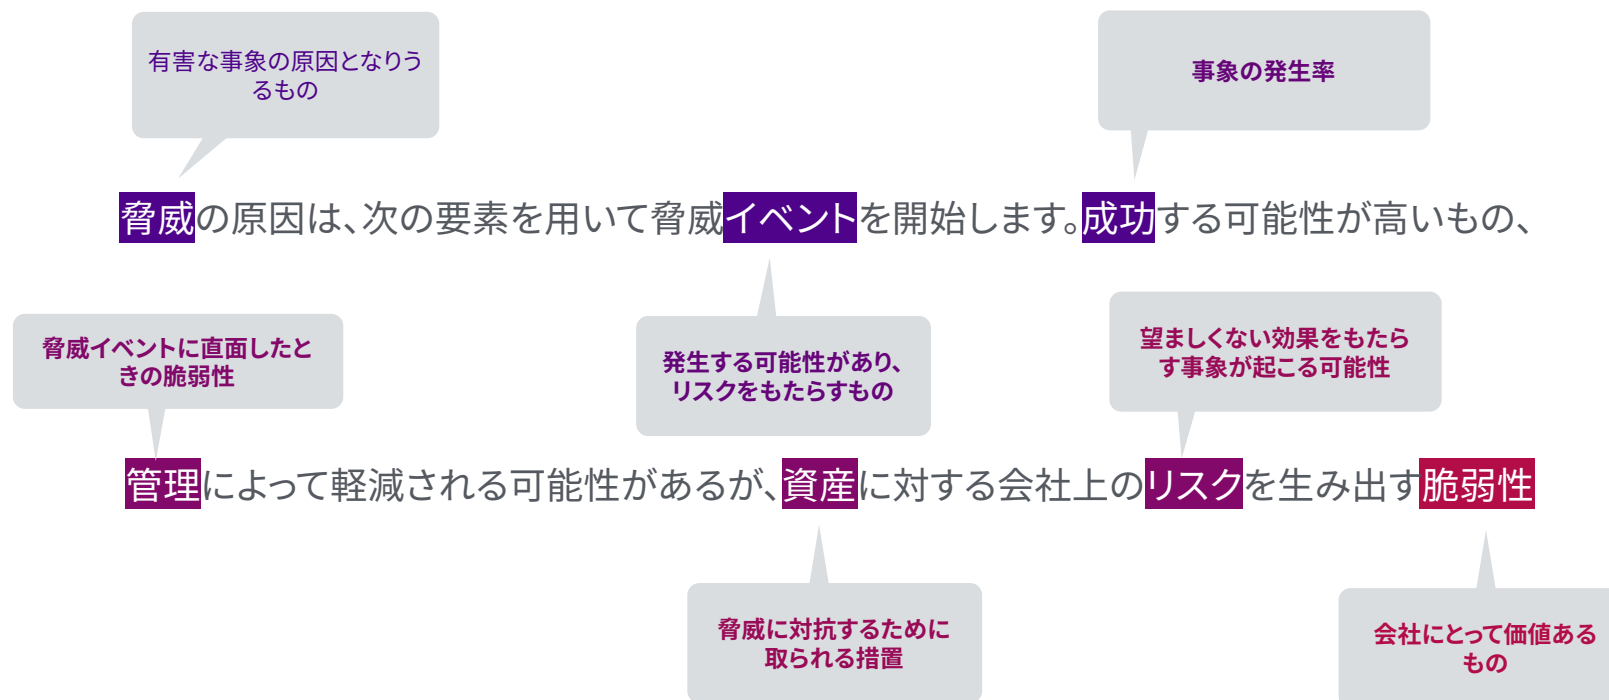 有害な事象の原因となりう
るもの
事象の発生率
脅威の原因は、次の要素を用いて脅威イベントを開始します。成功する可能性が高いもの、
脅威イベントに直面したと
きの脆弱性
発生する可能性があり、
リスクをもたらすもの
望ましくない効果をもたら
す事象が起こる可能性
管理によって軽減される可能性があるが、資産に対する会社上のリスクを生み出す脆弱性
脅威に対抗するために
取られる措置
会社にとって価値ある
もの